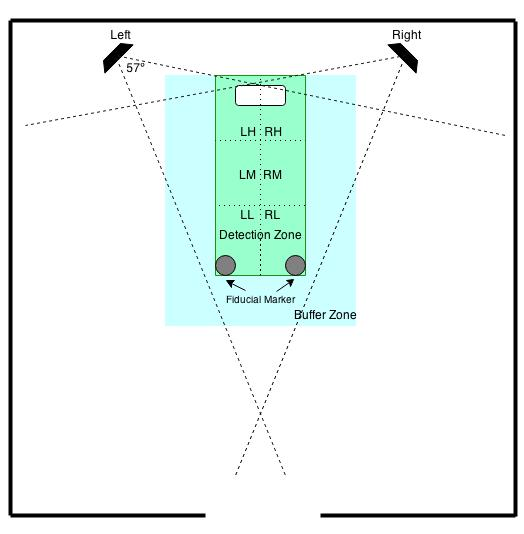 Left
Right
57°
LH RH
LM RM
LL RL
Detection Zone
Fiducial Marker
Buffer Zone